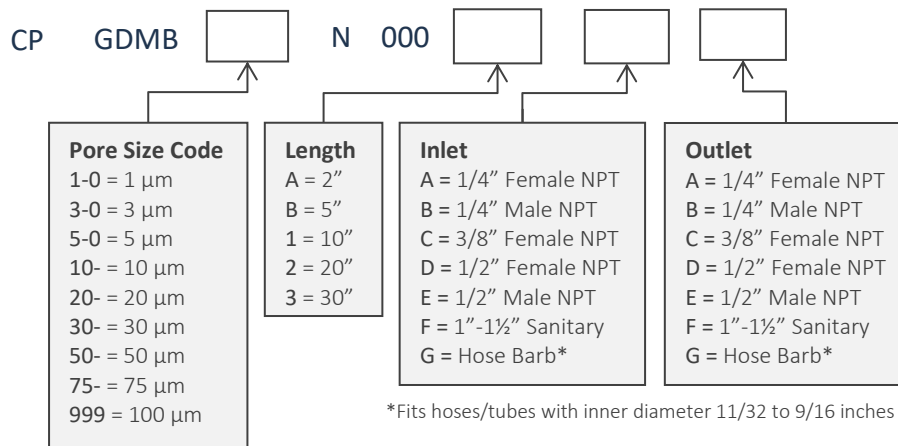 CP GDMB N 000
Pore Size Code
1-0 = 1 µm
3-0 = 3 µm
5-0 = 5 µm
10- = 10 µm
20- = 20 µm
30- = 30 µm
50- = 50 µm
75- = 75 µm
999 = 100 µm
Length
A = 2”
B = 5”
1 = 10”
2 = 20”
3 = 30”
Inlet
A = 1/4” Female NPT
B = 1/4” Male NPT
C = 3/8” Female NPT
D = 1/2” Female NPT
E = 1/2” Male NPT
F = 1”-1½” Sanitary
G = Hose Barb*
Outlet
A = 1/4” Female NPT
B = 1/4” Male NPT
C = 3/8” Female NPT
D = 1/2” Female NPT
E = 1/2” Male NPT
F = 1”-1½” Sanitary
G = Hose Barb*
*Fits hoses/tubes with inner diameter 11/32 to 9/16 inches